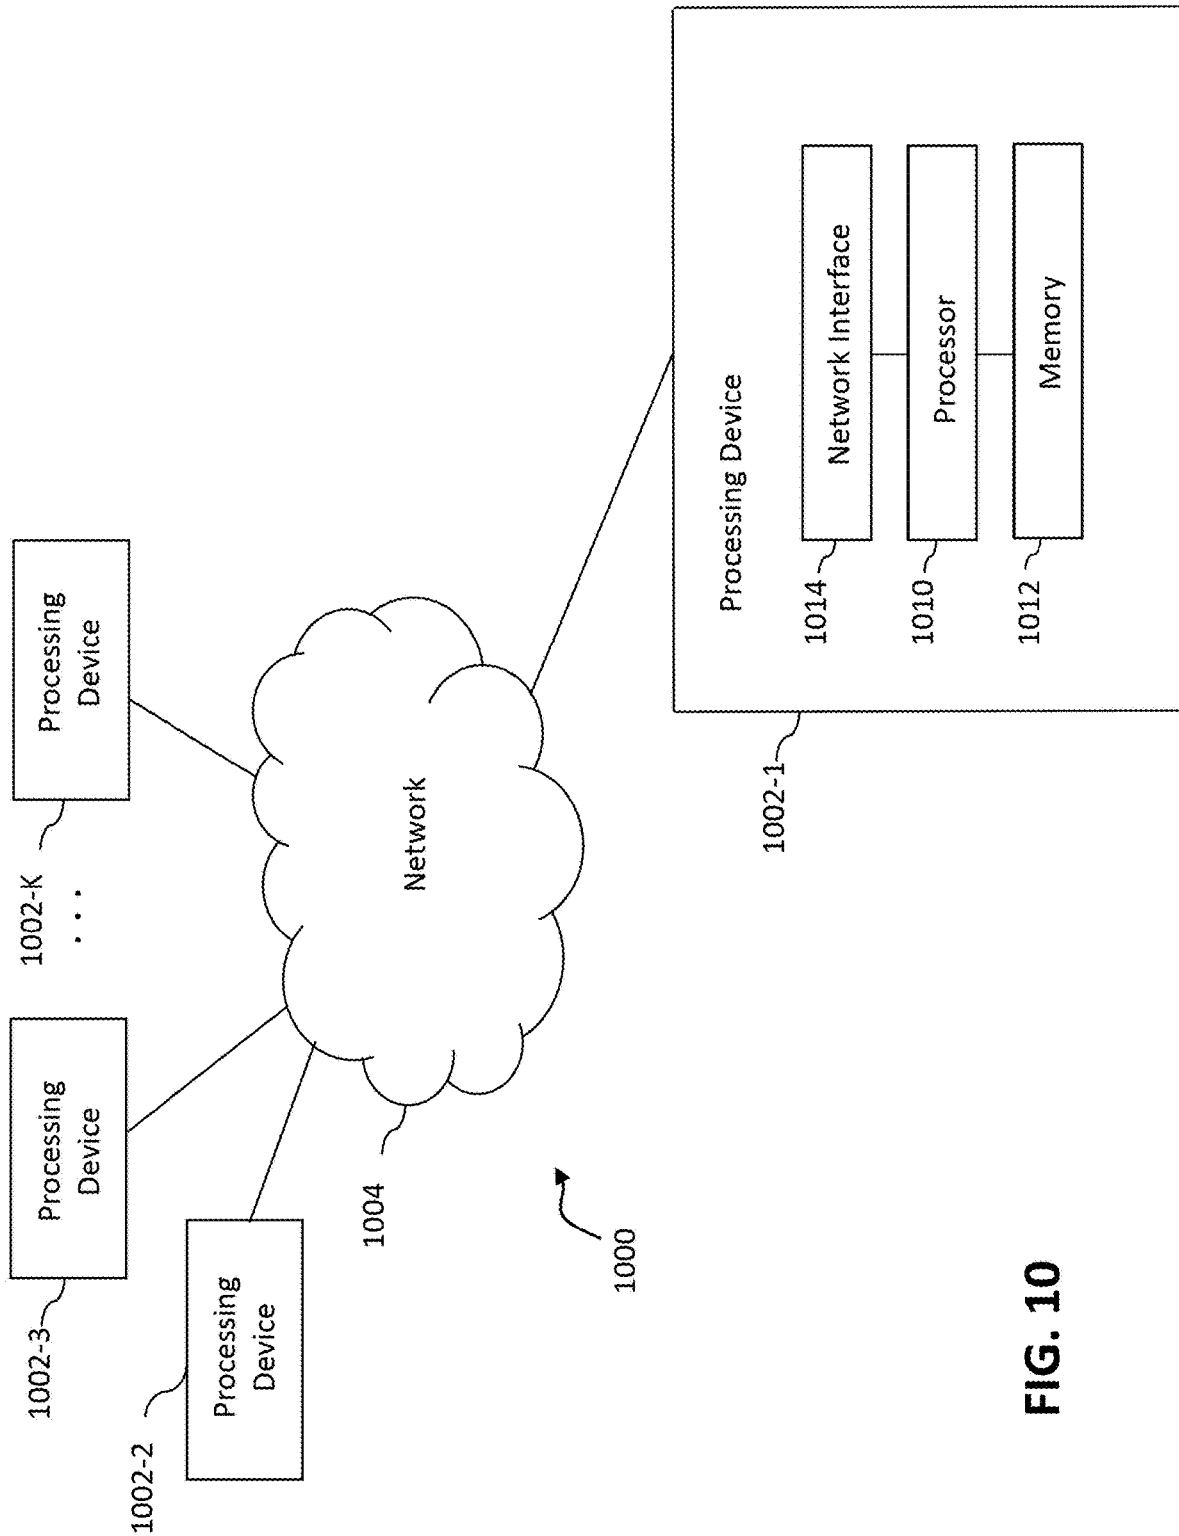 1002-2
Processing
Device
1002-3
Processing
Device
1002-K
. . .
Processing
Device
1004
Network
1000
1002-1
Processing Device
1014
Network Interface
1010
Processor
1012
Memory
FIG. 10